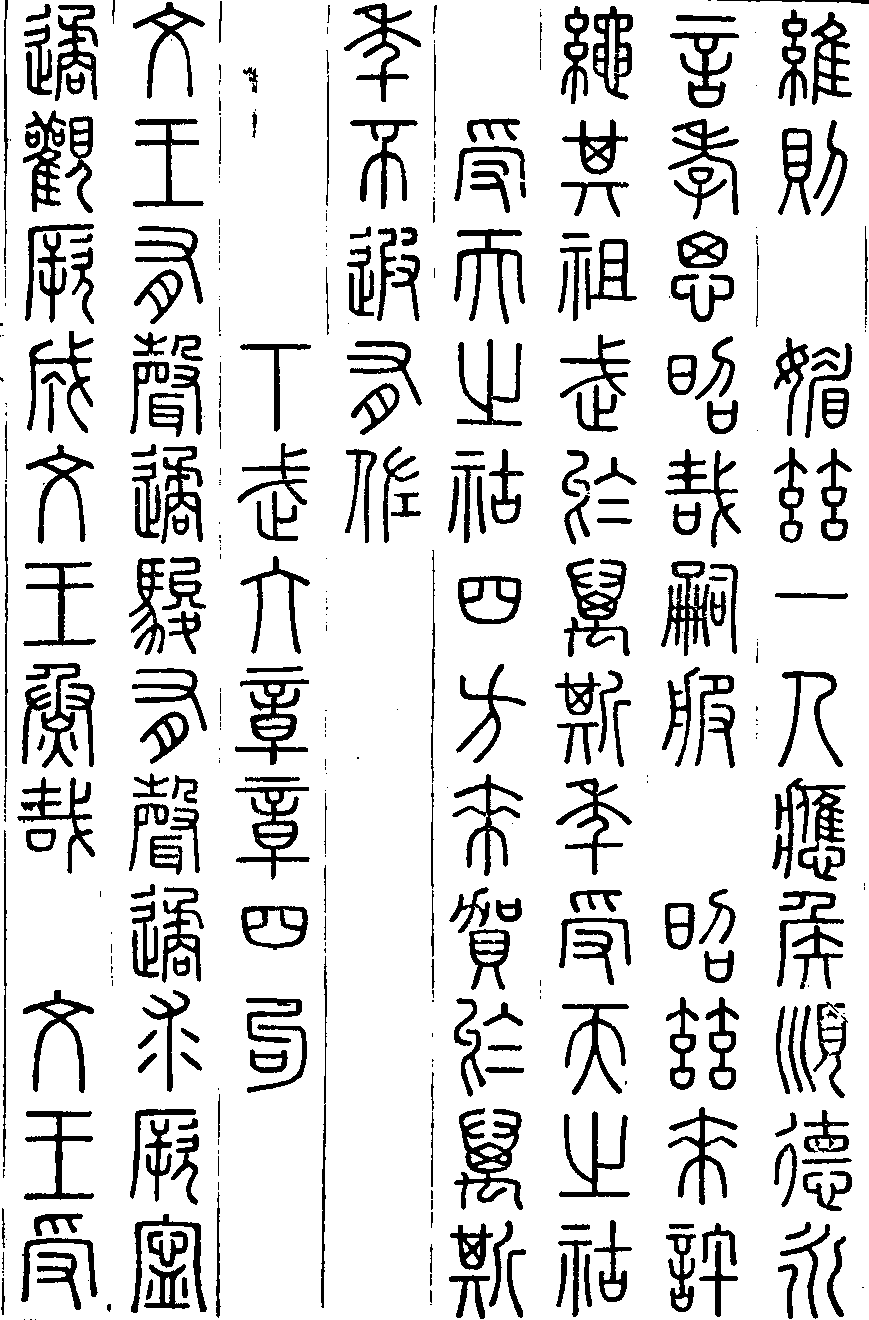 維則　媚茲一人應侯順德永
言孝思昭哉嗣服　昭茲來許
繩其祖武於萬斯年受天之祜
受天之祜四方來賀於萬斯
年不遐有佐
下武六章章四句
文王有聲遹駿有聲遹求厥寧
遹觀厥成文王烝哉　文王受